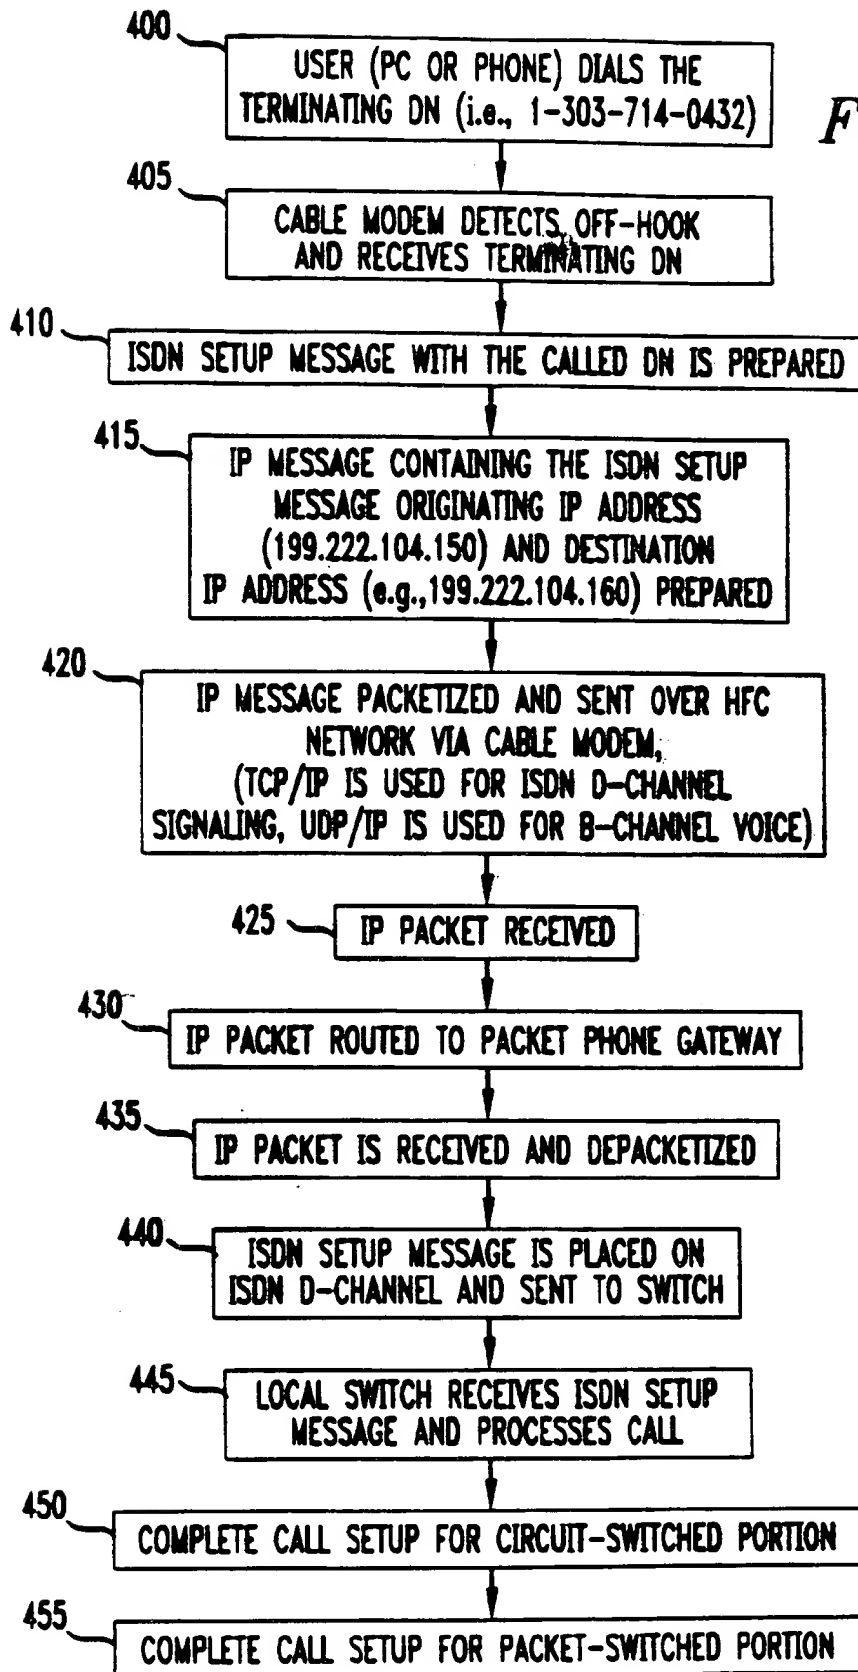 400
USER (PC OR PHONE) DIALS THE
TERMINATING DN (i.e., 1-303-714-0432)
F
405
CABLE MODEM DETECTS OFF-HOOK
AND RECEIVES TERMINATING DN
410
ISDN SETUP MESSAGE WITH THE CALLED DN IS PREPARED
415
IP MESSAGE CONTAINING THE ISDN SETUP
MESSAGE ORIGINATING IP ADDRESS
(199.222.104.150) AND DESTINATION
IP ADDRESS (e.g.,199.222.104.160) PREPARED
420
IP MESSAGE PACKETIZED AND SENT OVER HFC
NETWORK VIA CABLE MODEM,
(TCP/IP IS USED FOR ISDN D-CHANNEL
SIGNALING, UDP/IP IS USED FOR B-CHANNEL VOICE)
425
IP PACKET RECEIVED
430
IP PACKET ROUTED TO PACKET PHONE GATEWAY
435
IP PACKET IS RECEIVED AND DEPACKETIZED
440
ISDN SETUP MESSAGE IS PLACED ON
ISDN D-CHANNEL AND SENT TO SWITCH
445
LOCAL SWITCH RECEIVES ISDN SETUP
MESSAGE AND PROCESSES CALL
450
COMPLETE CALL SETUP FOR CIRCUIT-SWITCHED PORTION
455
COMPLETE CALL SETUP FOR PACKET-SWITCHED PORTION